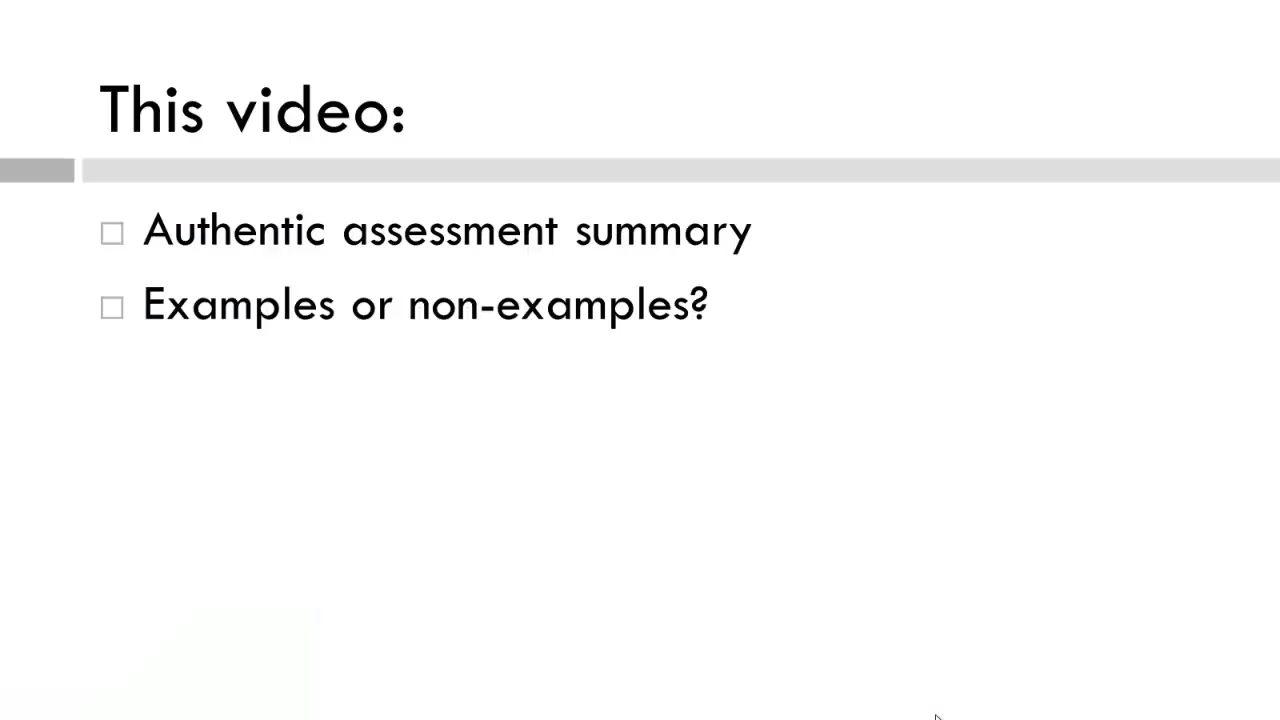 This video:
Authentic assessment summary
Examples or non-examples?